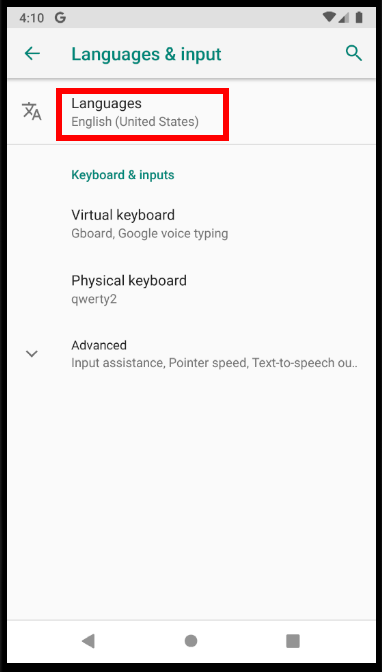 4:10 G
Languages & input
Languages
English (United States)
Keyboard & inputs
Virtual keyboard
Gboard, Google voice typing
Physical keyboard
qwerty2
Advanced
Input assistance, Pointer speed, Text-to-speech ou..